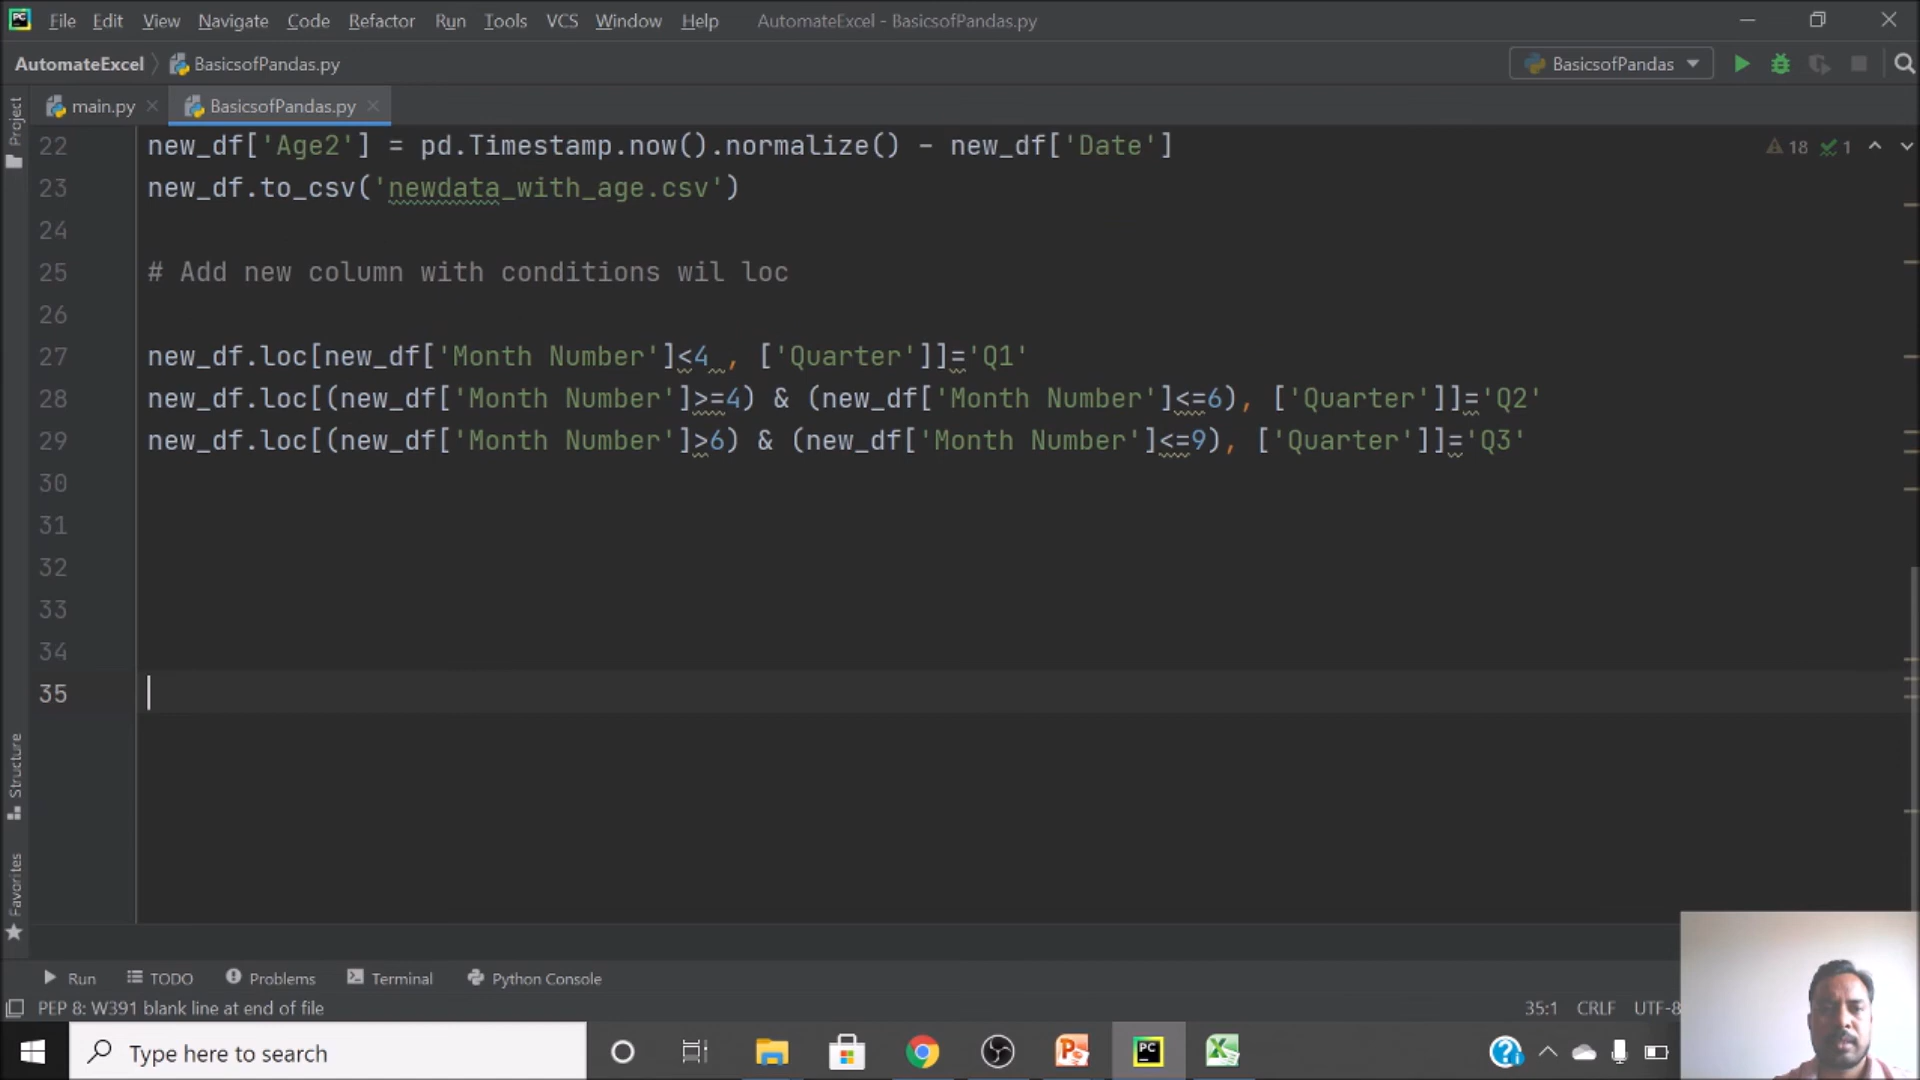 File Edit View Navigate Code Refactor Run Tools VCS Window Help AutomateExcel - BasicsofPandas.py
AutomateExcel BasicsofPandas.py BasicsofPandas
main.py BasicsofPandas.py
Project
22 new_df['Age2'] = pd.Timestamp.now().normalize() - new_df['Date'] 18 1
23 new_df.to_csv('newdata_with_age.csv')
24
25 # Add new column with conditions wil loc
26
27 new_df.loc[new_df['Month Number']<4 , ['Quarter']]='Q1'
28 new_df.loc[(new_df['Month Number']>=4) & (new_df['Month Number']<=6), ['Quarter']]='Q2'
29 new_df.loc[(new_df['Month Number']>6) & (new_df['Month Number']<=9), ['Quarter']]='Q3'
30
31
32
33
34
35
Structure
Favorites
Run TODO Problems Terminal Python Console
PEP 8: W391 blank line at end of file 35:1 CRLF UTF-8
Type here to search